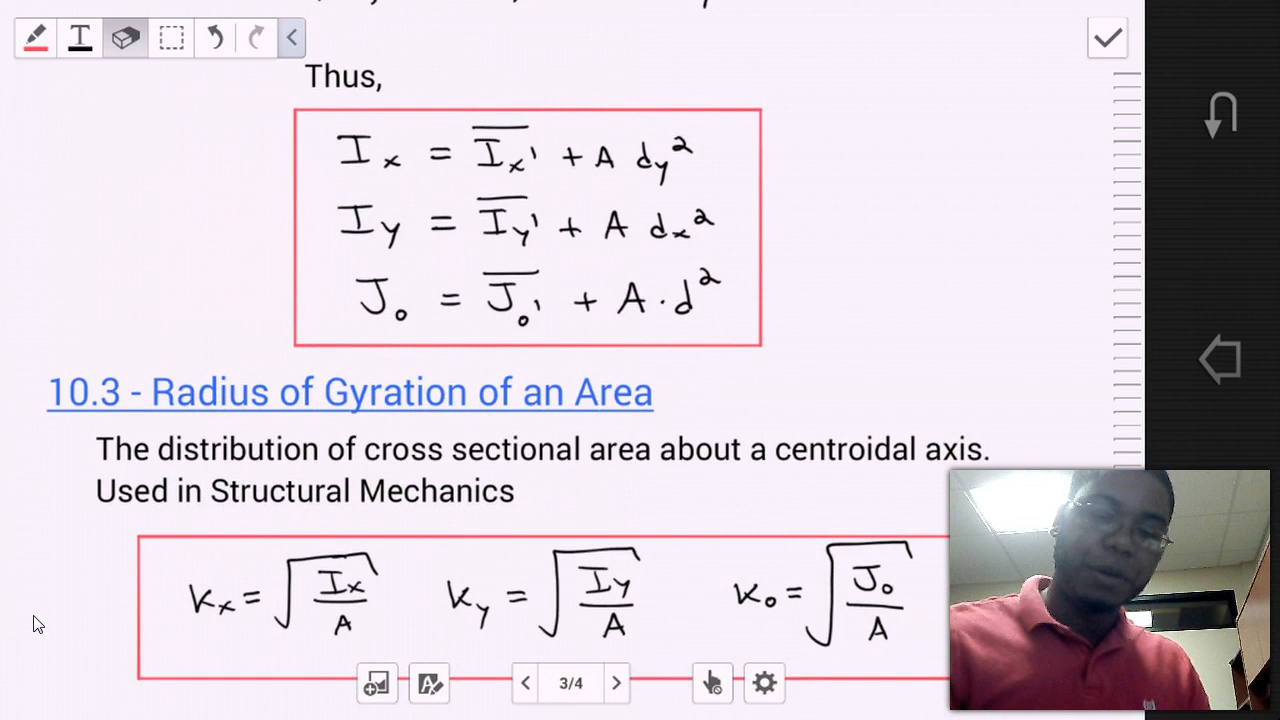 Thus,
Ix = Ix' + A dy²
Iy = Iy' + A dx²
Jo = Jo' + A·d²
10.3 - Radius of Gyration of an Area
The distribution of cross sectional area about a centroidal axis.
Used in Structural Mechanics
Kx = √(Ix/A) Ky = √(Iy/A) Ko = √(Jo/A)
3/4